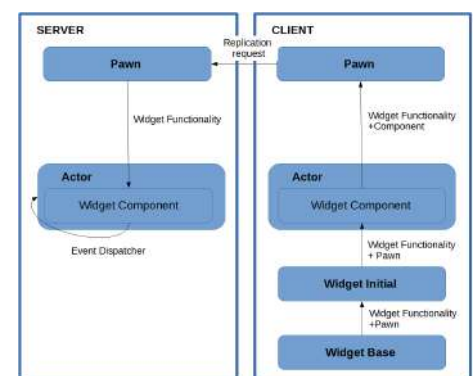 SERVER
CLIENT
Replication
request
Pawn
Pawn
Widget Functionality
Widget Functionality
+Component
Actor
Widget Component
Actor
Widget Component
Event Dispatcher
Widget Functionality
+ Pawn
Widget Initial
Widget Functionality
+Pawn
Widget Base